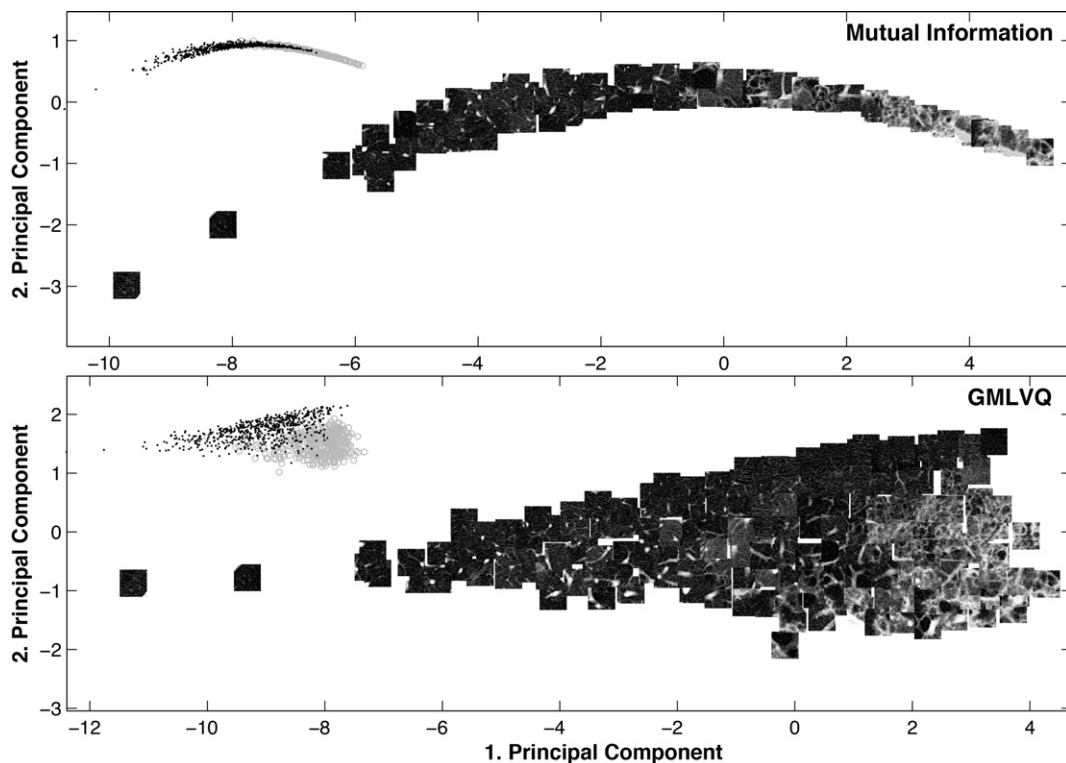 Mutual Information
2. Principal Component
1
0
−1
−2
−3
−10 −8 −6 −4 −2 0 2 4
GMLVQ
2. Principal Component
2
1
0
−1
−2
−3
−12 −10 −8 −6 −4 −2 0 2 4
1. Principal Component